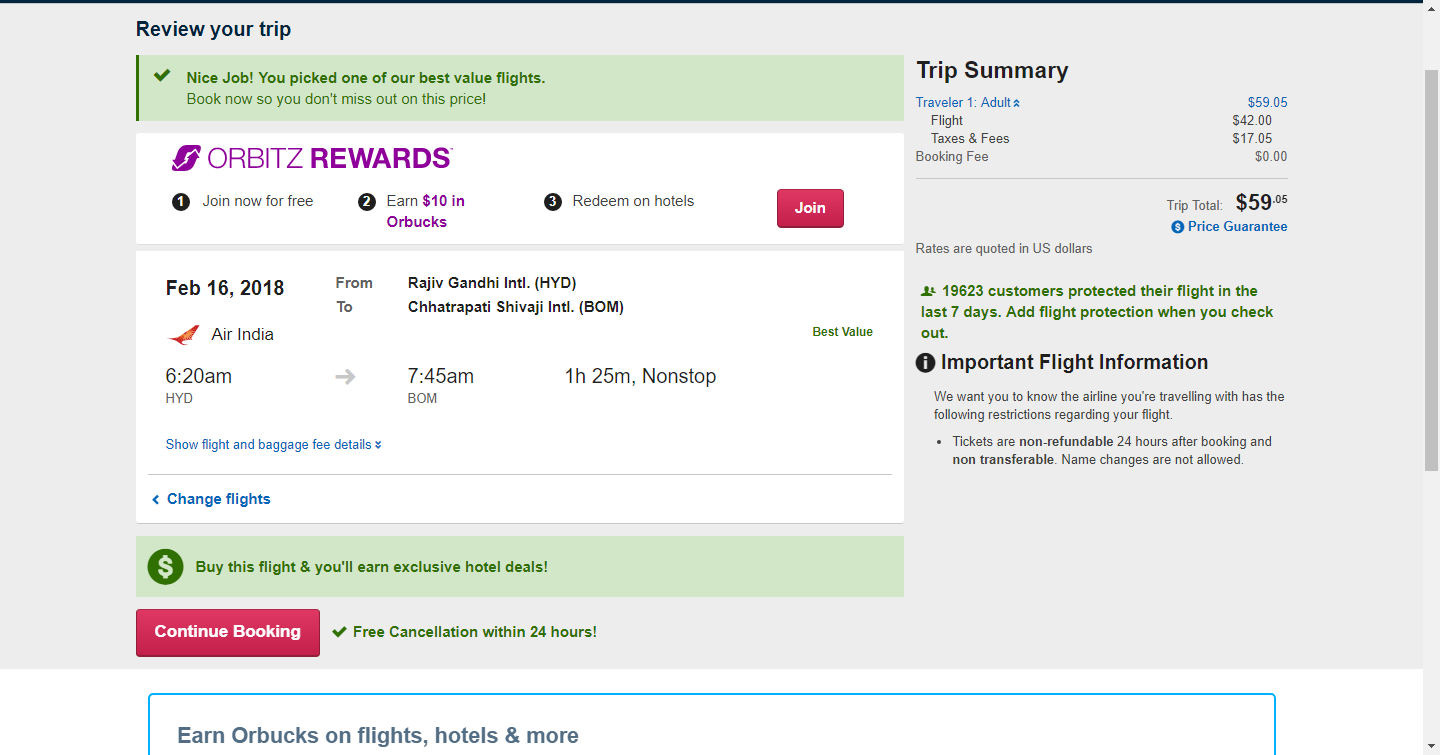 Review your trip
Nice Job! You picked one of our best value flights.
Book now so you don't miss out on this price!
ORBITZ REWARDS
1 Join now for free
2 Earn $10 in
Orbucks
3 Redeem on hotels
Join
Feb 16, 2018
From Rajiv Gandhi Intl. (HYD)
To Chhatrapati Shivaji Intl. (BOM)
Air India
Best Value
6:20am 7:45am 1h 25m, Nonstop
HYD BOM
Show flight and baggage fee details
Change flights
$ Buy this flight & you'll earn exclusive hotel deals!
Continue Booking
Free Cancellation within 24 hours!
Trip Summary
Traveler 1: Adult $59.05
Flight $42.00
Taxes & Fees $17.05
Booking Fee $0.00
Trip Total: $59.05
$ Price Guarantee
Rates are quoted in US dollars
19623 customers protected their flight in the
last 7 days. Add flight protection when you check
out.
i Important Flight Information
We want you to know the airline you're travelling with has the
following restrictions regarding your flight.
• Tickets are non-refundable 24 hours after booking and
non transferable. Name changes are not allowed.
Earn Orbucks on flights, hotels & more